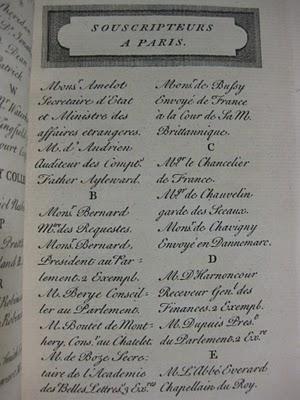 SOUSCRIPTEURS
A PARIS.
Mons.r Amelot
Secretaire d'Etat
et Ministre des
affaires etrangeres.
M. d'Audrien
Auditeur des Compt.s
Father Ayleward.
B
Mons.r Bernard
M.e des Requestes.
Mons.r Bernard,
President au Par-
lement. 2 Exempl.
M. Berye Conseil-
ler au Parlement.
M. Boutet de Mont-
hery, Cons.r au Chatelet.
M. de Boze Secre-
taire de l'Academie
des Belles Lettres, 3 Ex.res
Mons.r de Bussy
Envoyé de France
à la Cour de Sa M.
Brittannique.
C
M.gr le Chancelier
de France.
M.gr de Chauvelin
garde des Sceaux.
Mons.r de Chavigny
Envoyé en Dannemarc.
D
M. D'Harnoncour
Receveur Gen.l des
Finances. 2 Exempl.
M. Dupuis Pres.t
du Parlement. 2 Ex.res
E
M. L'Abbé Everard
Chapellain du Roy.
W